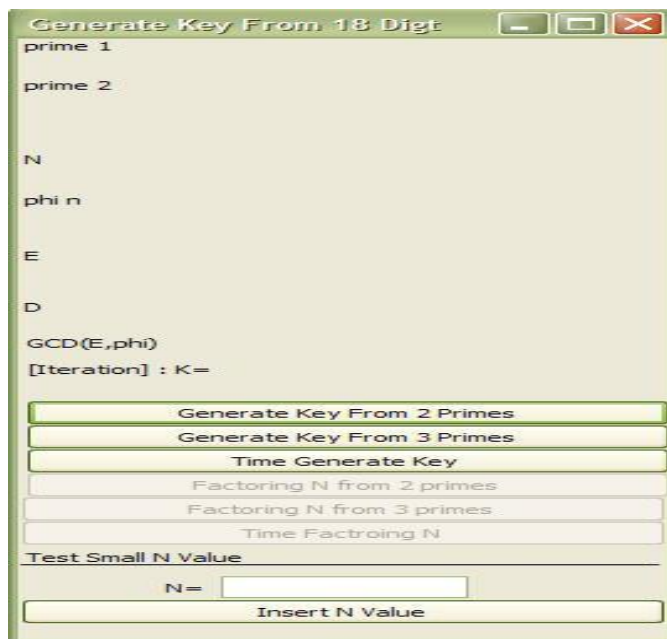 Generate Key From 18 Digt
prime 1
prime 2
N
phi n
E
D
GCD(E,phi)
[Iteration] : K=
Generate Key From 2 Primes
Generate Key From 3 Primes
Time Generate Key
Factoring N from 2 primes
Factoring N from 3 primes
Time Factroing N
Test Small N Value
N=
Insert N Value